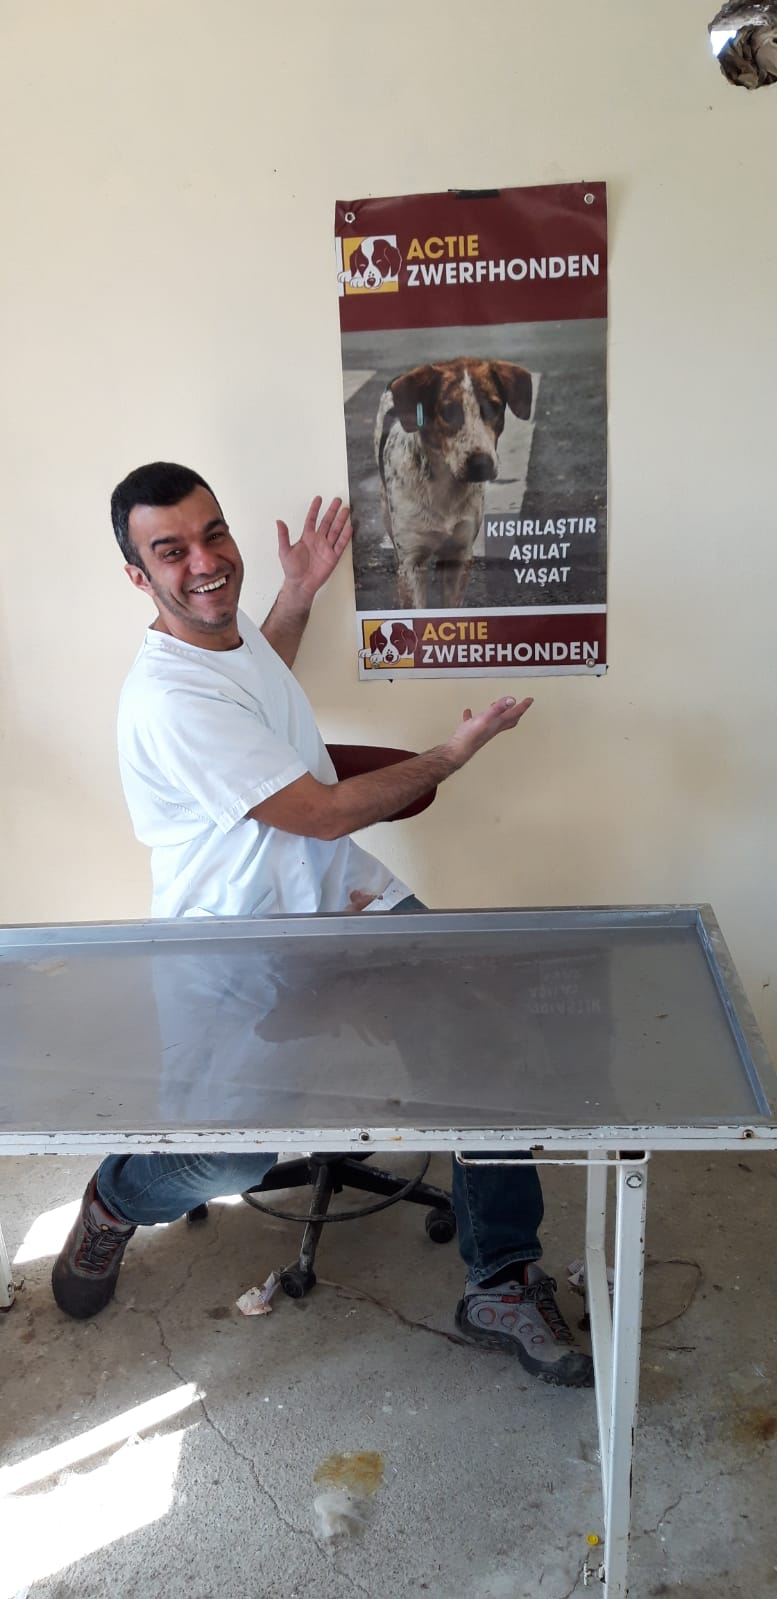 ACTIE
ZWERFHONDEN
KISIRLAŞTIR
AŞILAT
YAŞAT
ACTIE
ZWERFHONDEN